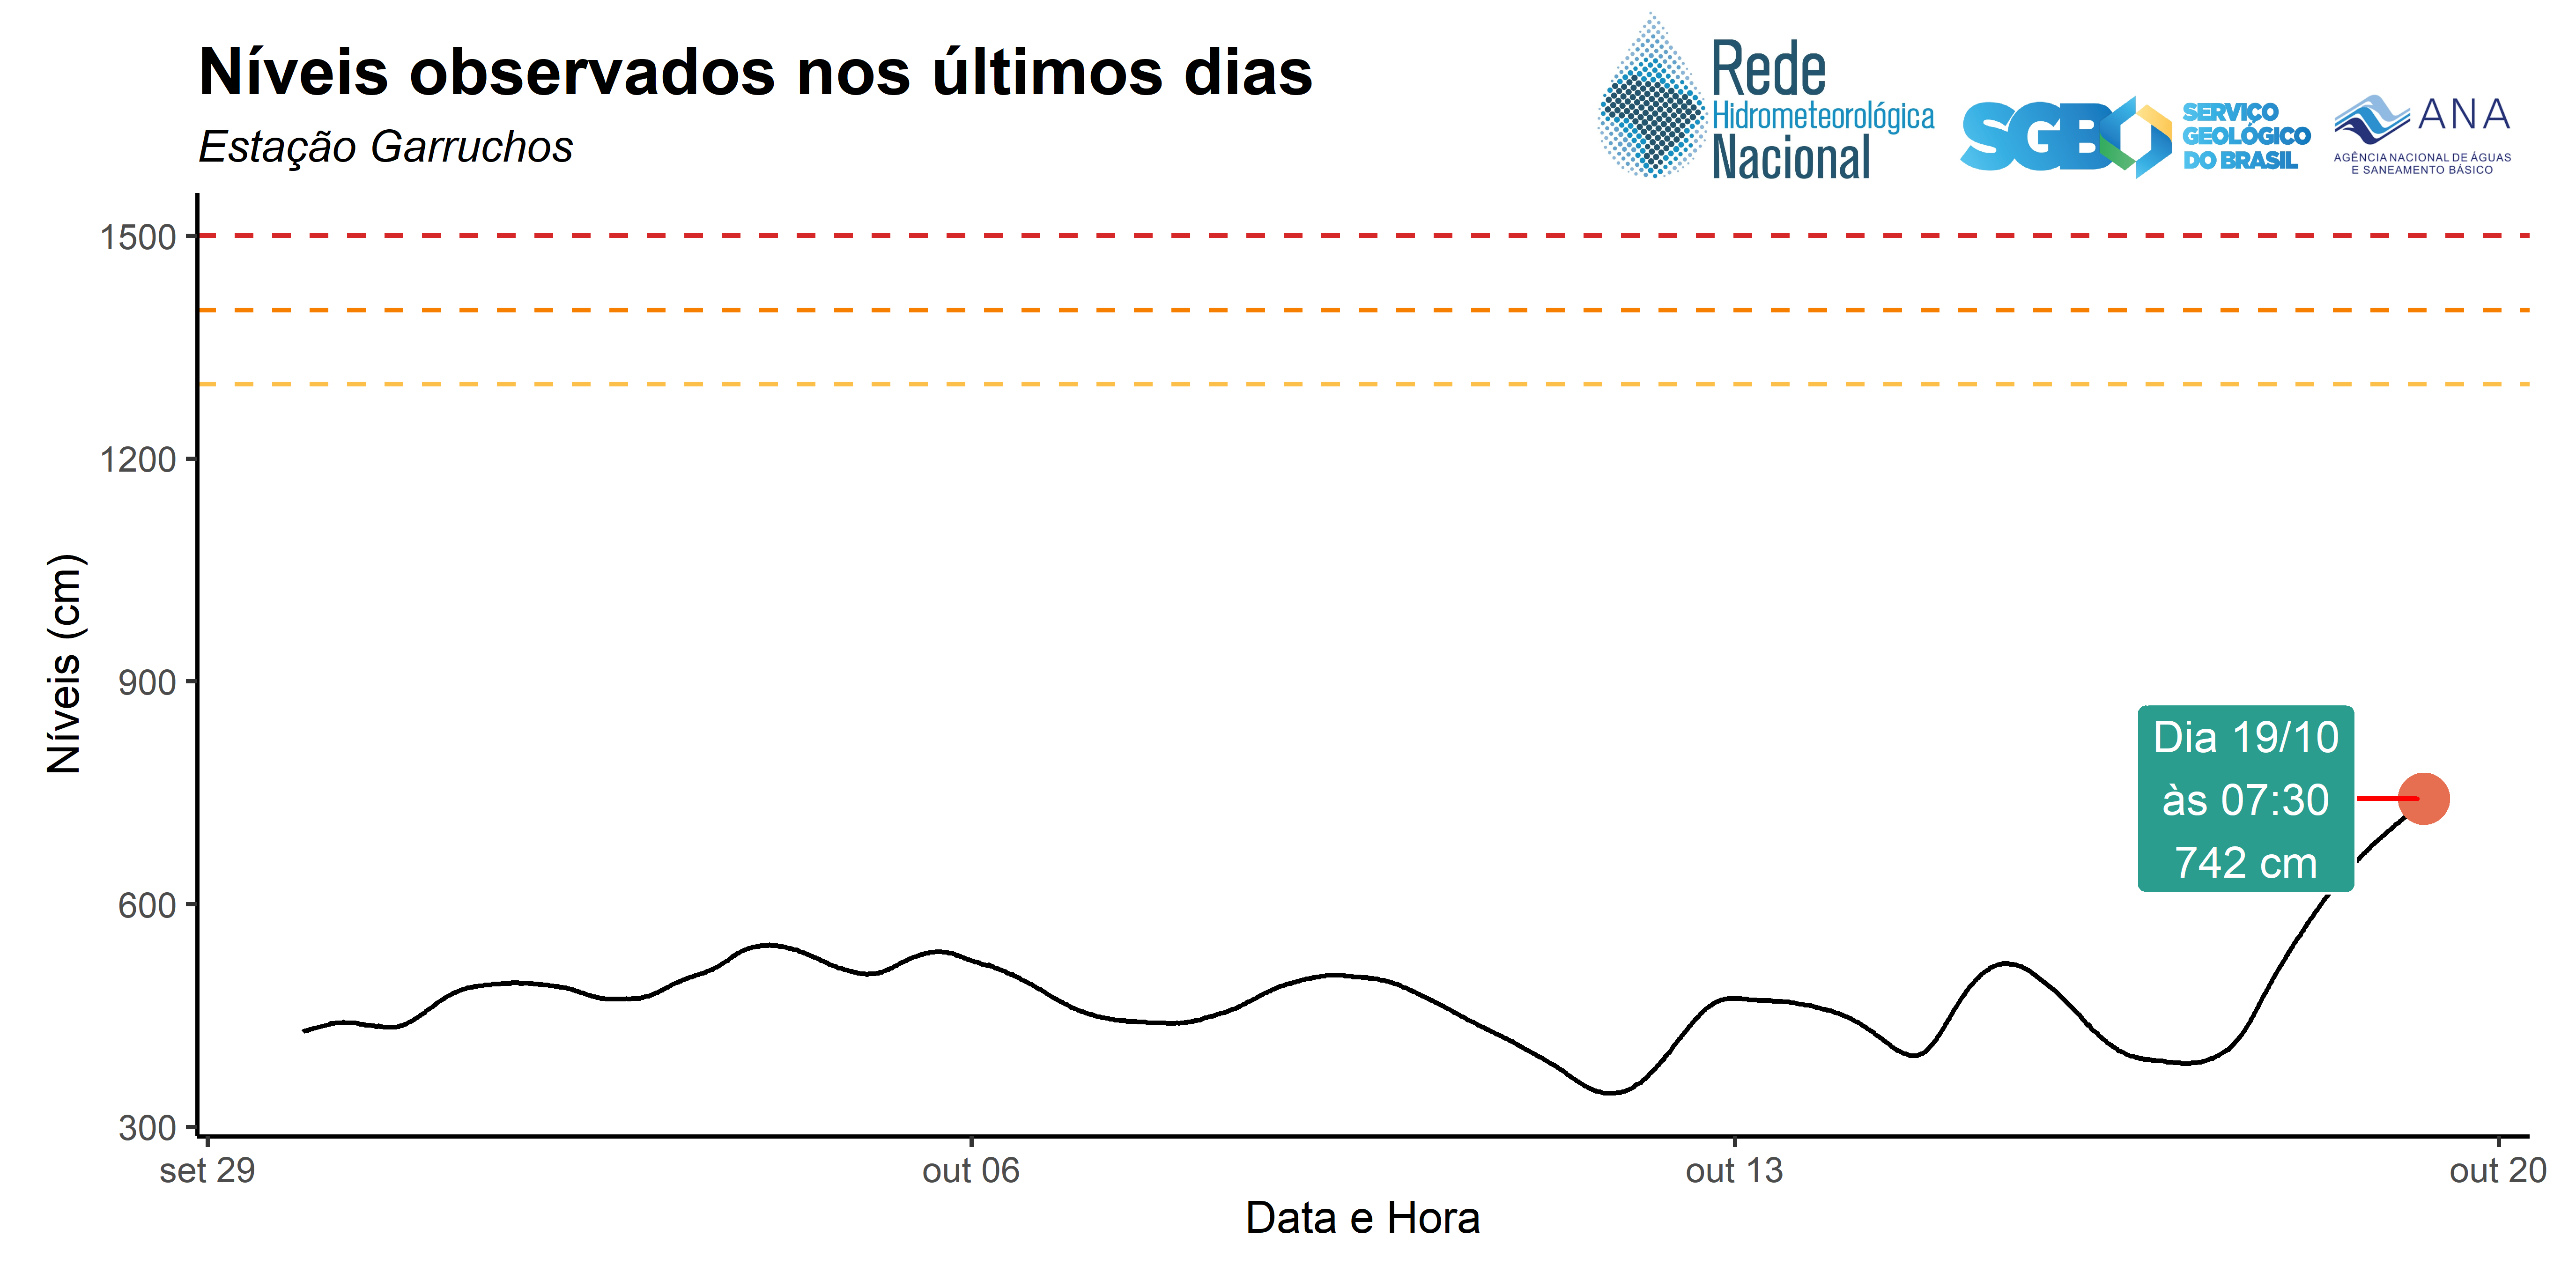 Níveis observados nos últimos dias
Estação Garruchos
Rede
Hidrometeorológica
Nacional
SGB
SERVIÇO
GEOLÓGICO
DO BRASIL
ANA
AGÊNCIA NACIONAL DE ÁGUAS
E SANEAMENTO BÁSICO
Níveis (cm)
1500
1200
900
600
300
Dia 19/10
às 07:30
742 cm
set 29
out 06
out 13
out 20
Data e Hora